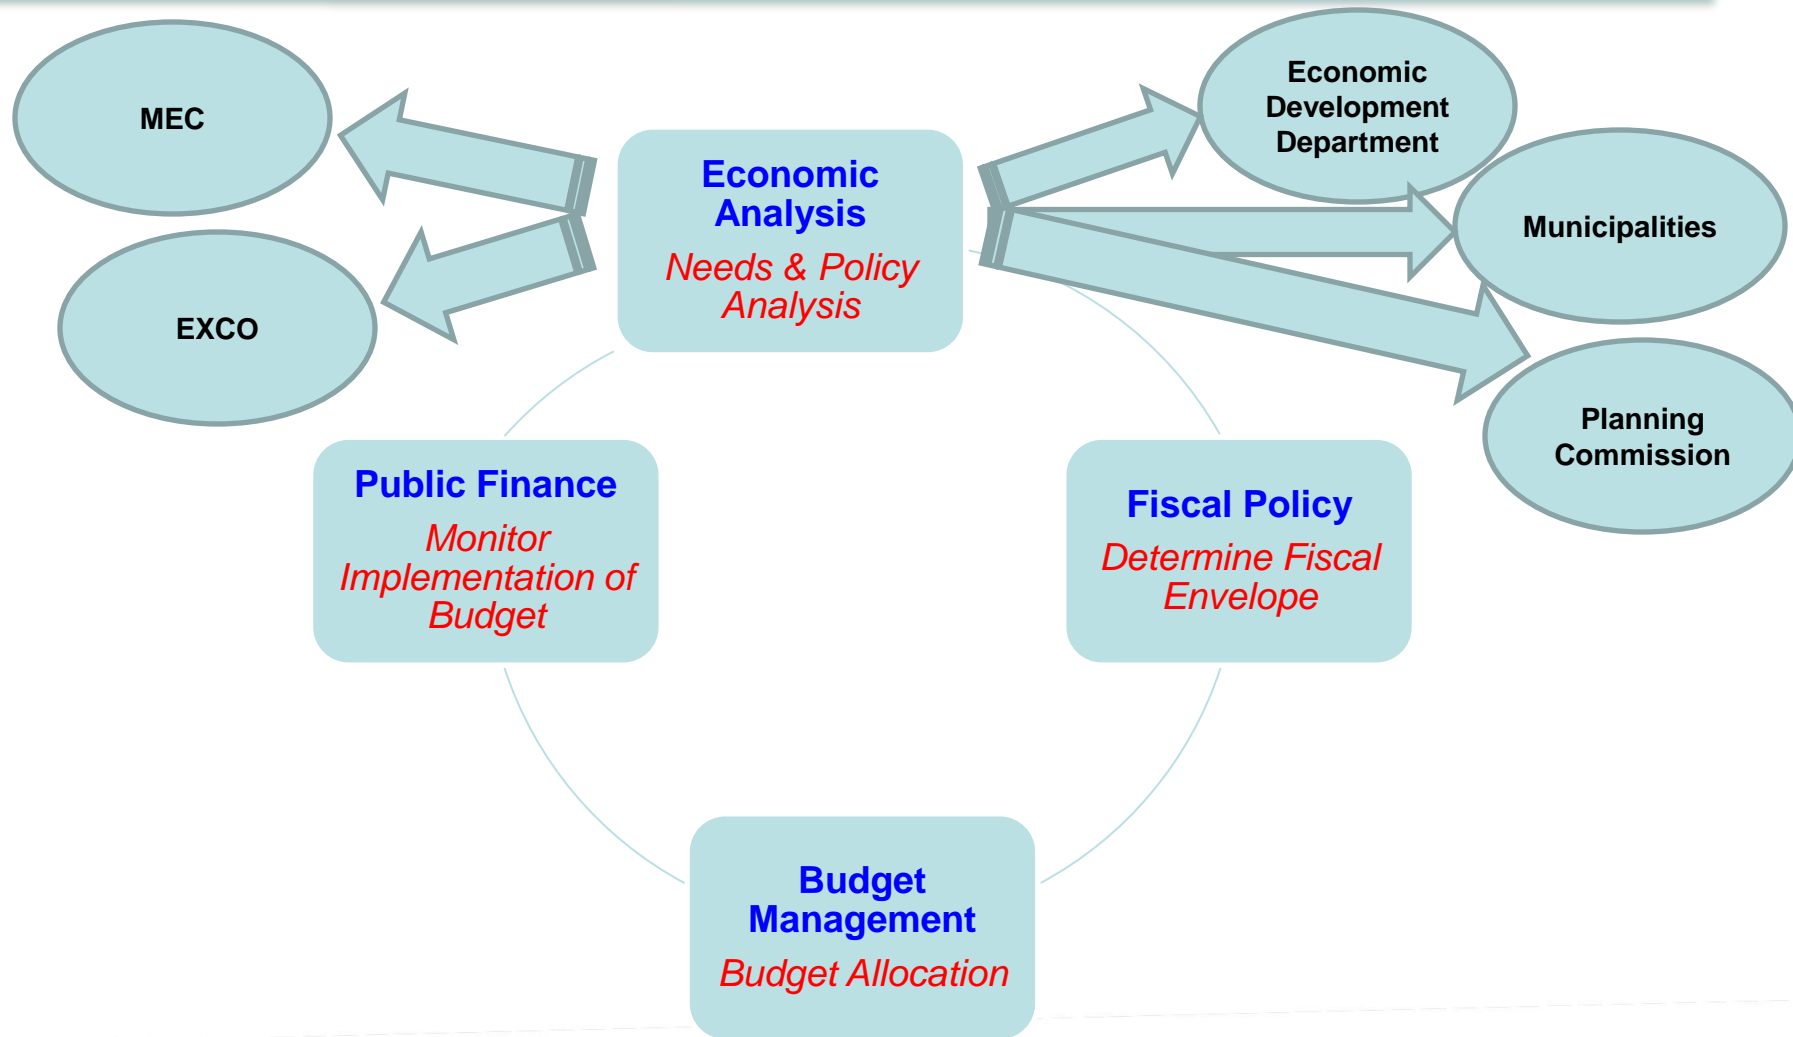 MEC
EXCO
Economic
Analysis
Needs & Policy
Analysis
Economic
Development
Department
Municipalities
Planning
Commission
Public Finance
Monitor
Implementation of
Budget
Fiscal Policy
Determine Fiscal
Envelope
Budget
Management
Budget Allocation